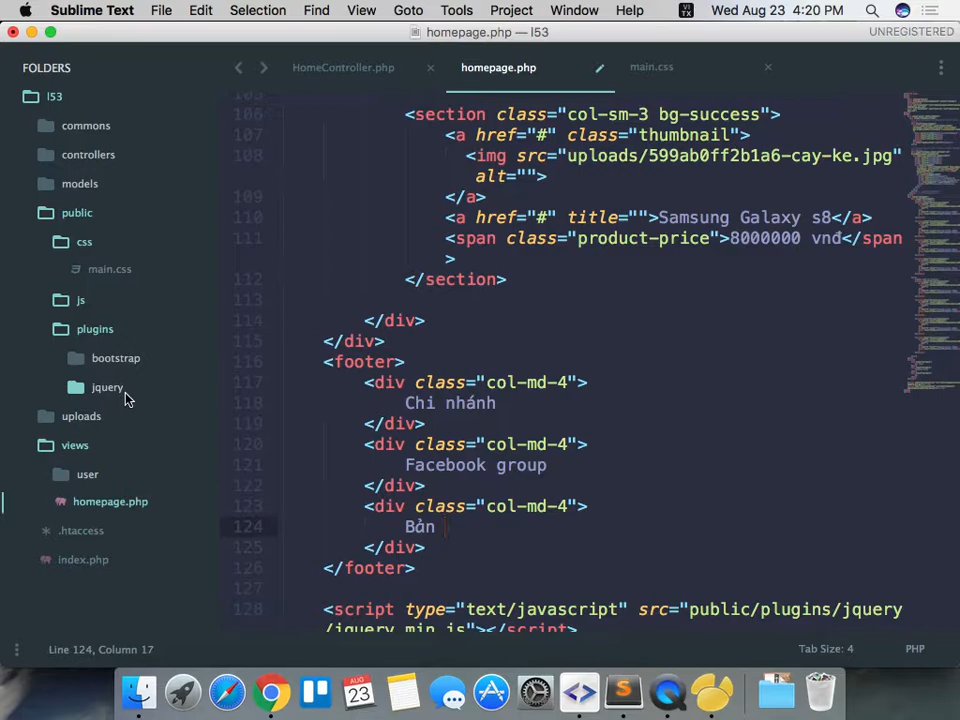 Sublime Text File Edit Selection Find View Goto Tools Project Window Help VI TX Wed Aug 23 4:20 PM
homepage.php — l53 UNREGISTERED
FOLDERS
l53
commons
controllers
models
public
css
main.css
js
plugins
bootstrap
jquery
uploads
views
user
homepage.php
.htaccess
index.php
HomeController.php homepage.php main.css
106 <section class="col-sm-3 bg-success">
107 <a href="#" class="thumbnail">
108 <img src="uploads/599ab0ff2b1a6-cay-ke.jpg"
alt="">
109 </a>
110 <a href="#" title="">Samsung Galaxy s8</a>
111 <span class="product-price">8000000 vnđ</span
>
112 </section>
113
114 </div>
115 </div>
116 <footer>
117 <div class="col-md-4">
118 Chi nhánh
119 </div>
120 <div class="col-md-4">
121 Facebook group
122 </div>
123 <div class="col-md-4">
124 Bản
125 </div>
126 </footer>
127
128 <script type="text/javascript" src="public/plugins/jquery
/jquery.min.js"></script>
Line 124, Column 17 Tab Size: 4 PHP
AUG
23